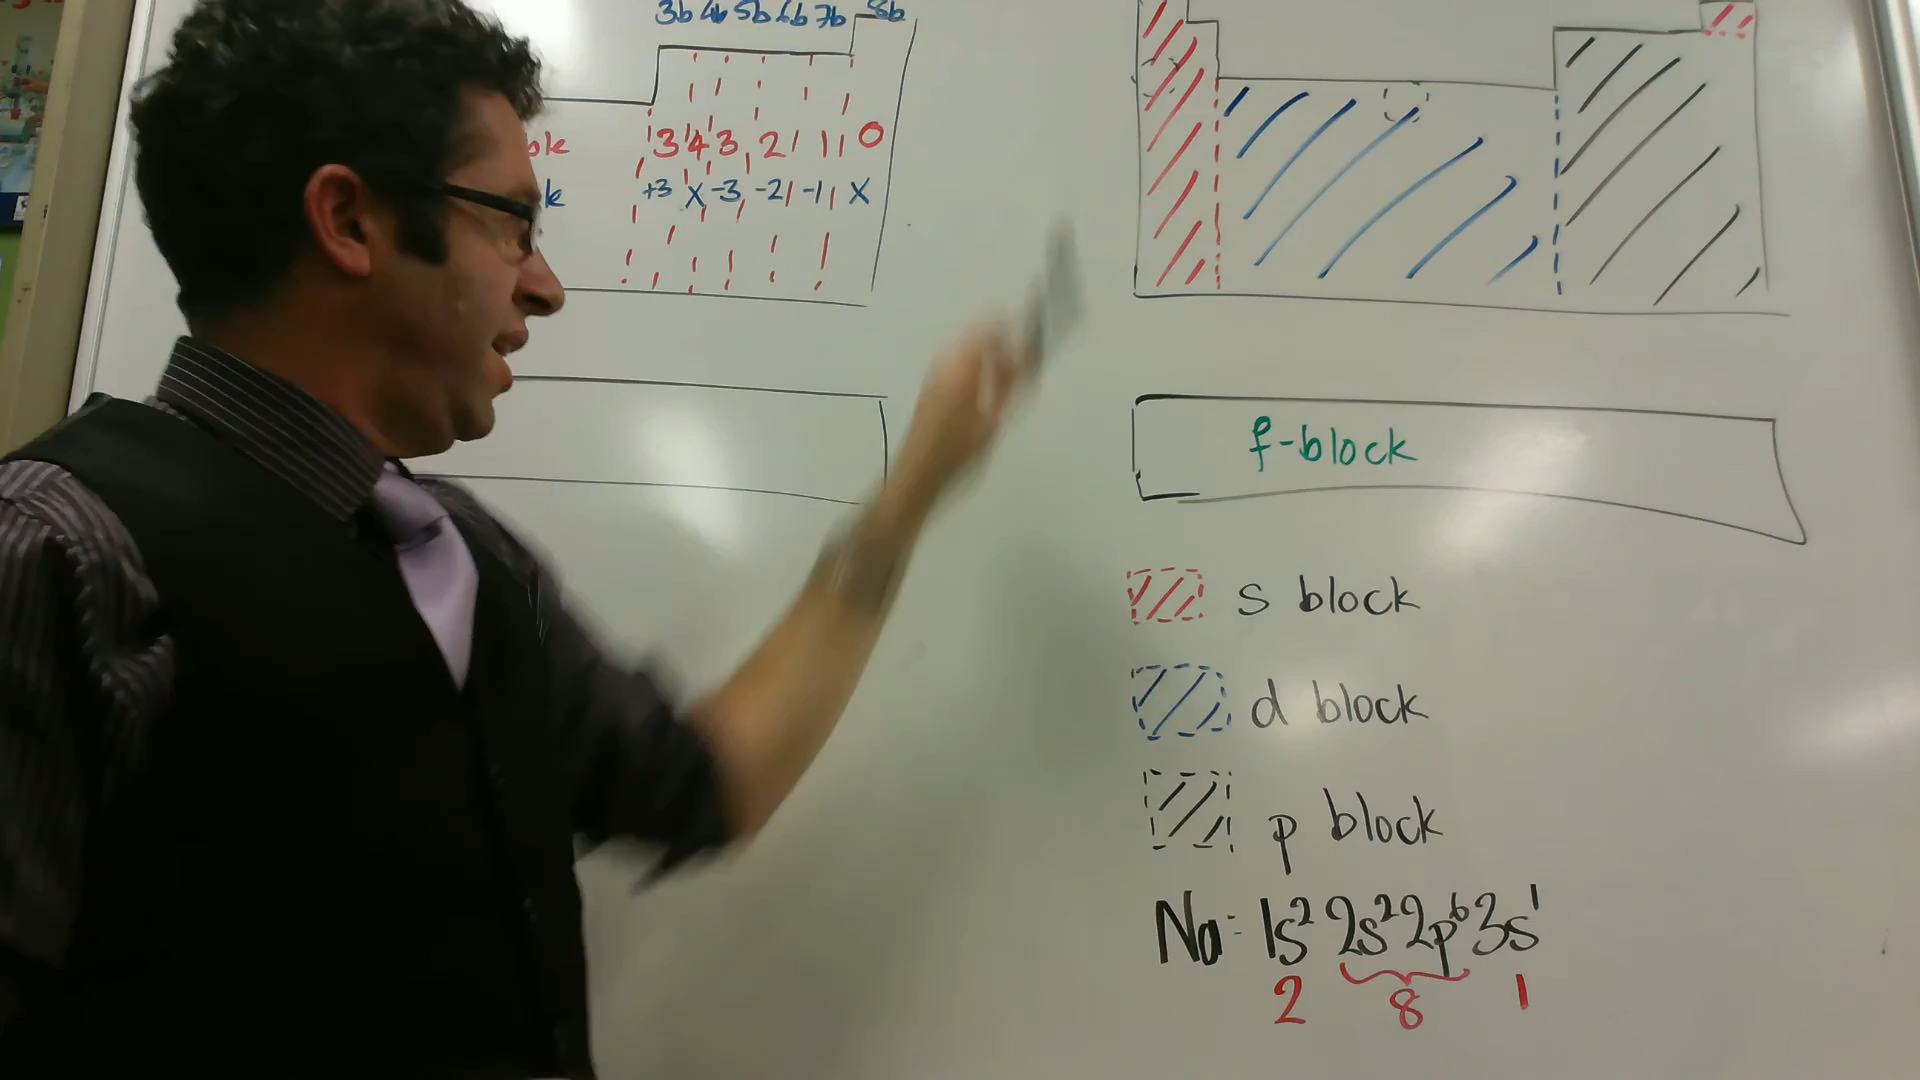 3b 4b 5b 6b 7b 8b
3 4 3 2 1 0
+3 X -3 -2 -1 X
f-block
s block
d block
p block
Na: 1s² 2s² 2p⁶ 3s¹
2 8 1